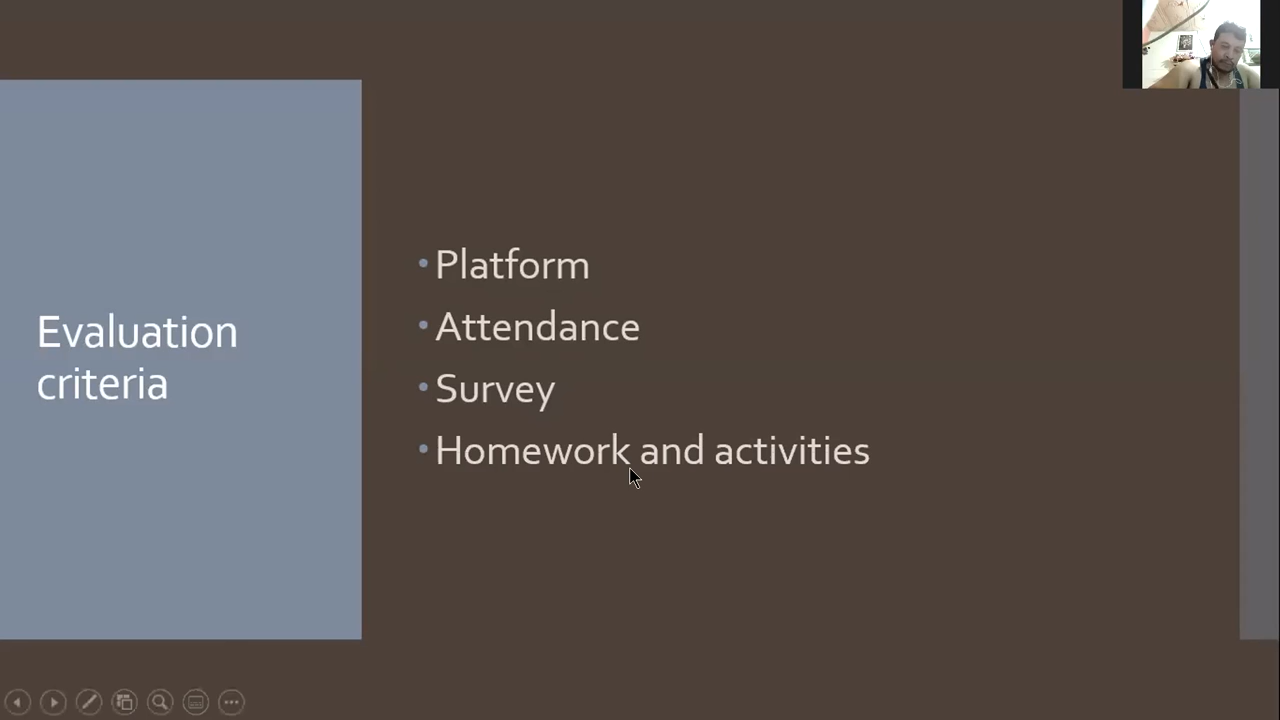 Evaluation
criteria
• Platform
• Attendance
• Survey
• Homework and activities